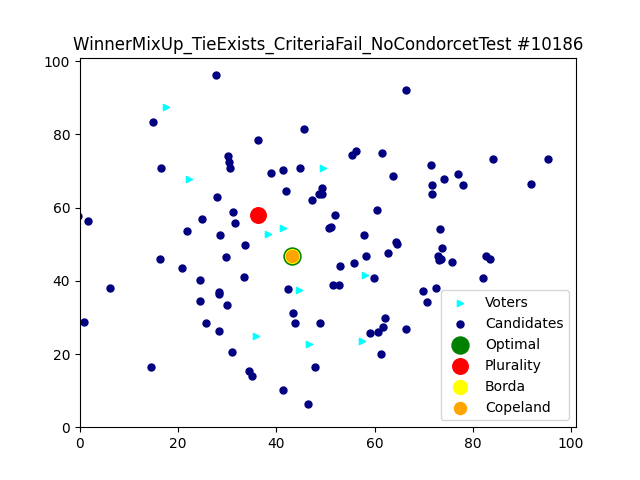 WinnerMixUp_TieExists_CriteriaFail_NoCondorcetTest #10186
100
80
60
40
20
0
0 20 40 60 80 100
Voters
Candidates
Optimal
Plurality
Borda
Copeland